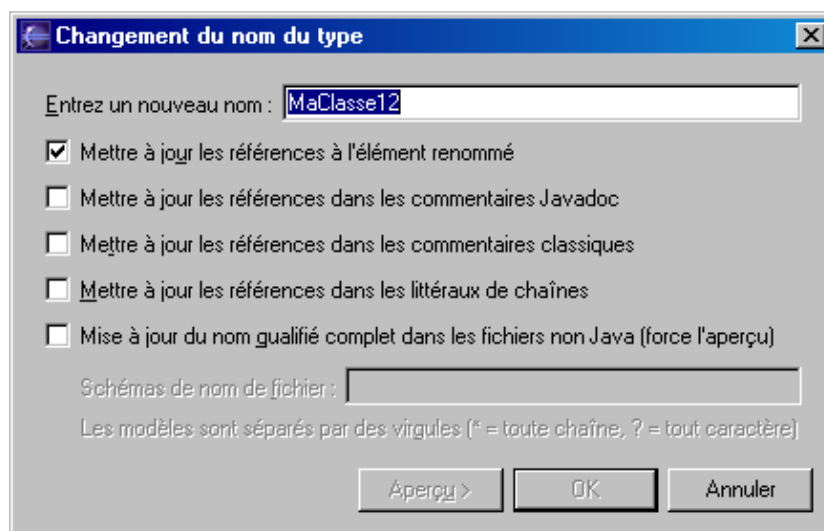 Changement du nom du type
Entrez un nouveau nom : MaClasse12
Mettre à jour les références à l'élément renommé
Mettre à jour les références dans les commentaires Javadoc
Mettre à jour les références dans les commentaires classiques
Mettre à jour les références dans les littéraux de chaînes
Mise à jour du nom qualifié complet dans les fichiers non Java (force l'aperçu)
Schémas de nom de fichier :
Les modèles sont séparés par des virgules (* = toute chaîne, ? = tout caractère)
Aperçu > OK Annuler